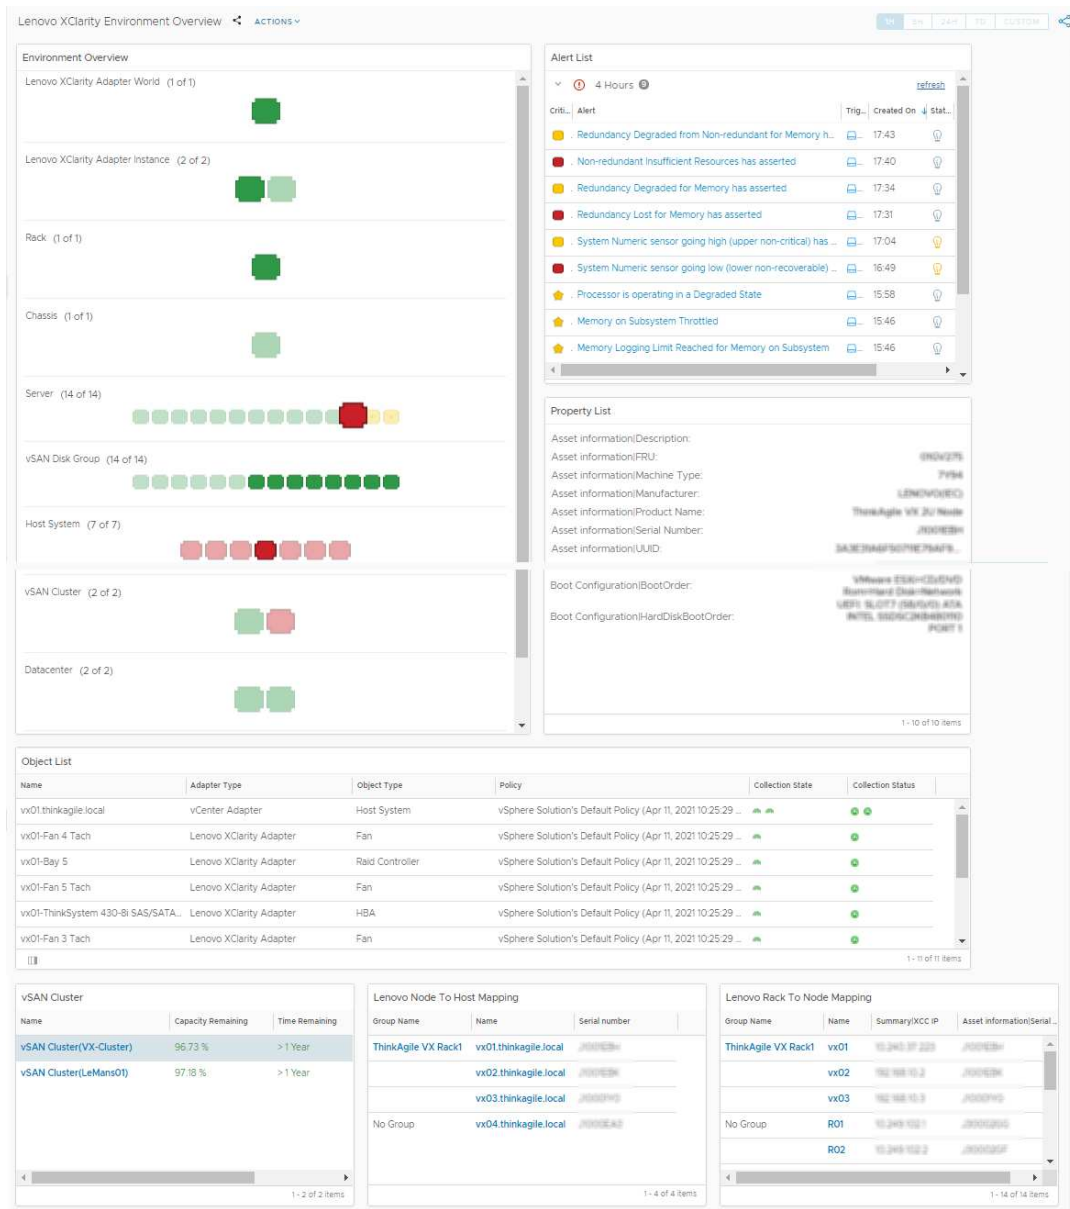 Lenovo XClarity Environment Overview ACTIONS 1H 6H 24H 7D CUSTOM
Environment Overview
Lenovo XClarity Adapter World (1 of 1)
Lenovo XClarity Adapter Instance (2 of 2)
Rack (1 of 1)
Chassis (1 of 1)
Server (14 of 14)
vSAN Disk Group (14 of 14)
Host System (7 of 7)
vSAN Cluster (2 of 2)
Datacenter (2 of 2)
Alert List
4 Hours 9 refresh
Criti... Alert Trig... Created On Stat...
Redundancy Degraded from Non-redundant for Memory h... 17:43
Non-redundant Insufficient Resources has asserted 17:40
Redundancy Degraded for Memory has asserted 17:34
Redundancy Lost for Memory has asserted 17:31
System Numeric sensor going high (upper non-critical) has ... 17:04
System Numeric sensor going low (lower non-recoverable) ... 16:49
Processor is operating in a Degraded State 15:58
Memory on Subsystem Throttled 15:46
Memory Logging Limit Reached for Memory on Subsystem 15:46
Property List
Asset information|Description:
Asset information|FRU:
Asset information|Machine Type:
Asset information|Manufacturer:
Asset information|Product Name:
Asset information|Serial Number:
Asset information|UUID:
Boot Configuration|BootOrder:
Boot Configuration|HardDiskBootOrder:
1 - 10 of 10 items
Object List
Name Adapter Type Object Type Policy Collection State Collection Status
vx01.thinkagile.local vCenter Adapter Host System vSphere Solution's Default Policy (Apr 11, 2021 10:25:29 ...
vx01-Fan 4 Tach Lenovo XClarity Adapter Fan vSphere Solution's Default Policy (Apr 11, 2021 10:25:29 ...
vx01-Bay 5 Lenovo XClarity Adapter Raid Controller vSphere Solution's Default Policy (Apr 11, 2021 10:25:29 ...
vx01-Fan 5 Tach Lenovo XClarity Adapter Fan vSphere Solution's Default Policy (Apr 11, 2021 10:25:29 ...
vx01-ThinkSystem 430-8i SAS/SATA... Lenovo XClarity Adapter HBA vSphere Solution's Default Policy (Apr 11, 2021 10:25:29 ...
vx01-Fan 3 Tach Lenovo XClarity Adapter Fan vSphere Solution's Default Policy (Apr 11, 2021 10:25:29 ...
1 - 11 of 11 items
vSAN Cluster
Name Capacity Remaining Time Remaining
vSAN Cluster(VX-Cluster) 96.73 % > 1 Year
vSAN Cluster(LeMans01) 97.18 % > 1 Year
1 - 2 of 2 items
Lenovo Node To Host Mapping
Group Name Name Serial number
ThinkAgile VX Rack1 vx01.thinkagile.local
vx02.thinkagile.local
vx03.thinkagile.local
No Group vx04.thinkagile.local
1 - 4 of 4 items
Lenovo Rack To Node Mapping
Group Name Name Summary|XCC IP Asset information|Serial ...
ThinkAgile VX Rack1 vx01
vx02
vx03
No Group R01
R02
1 - 14 of 14 items